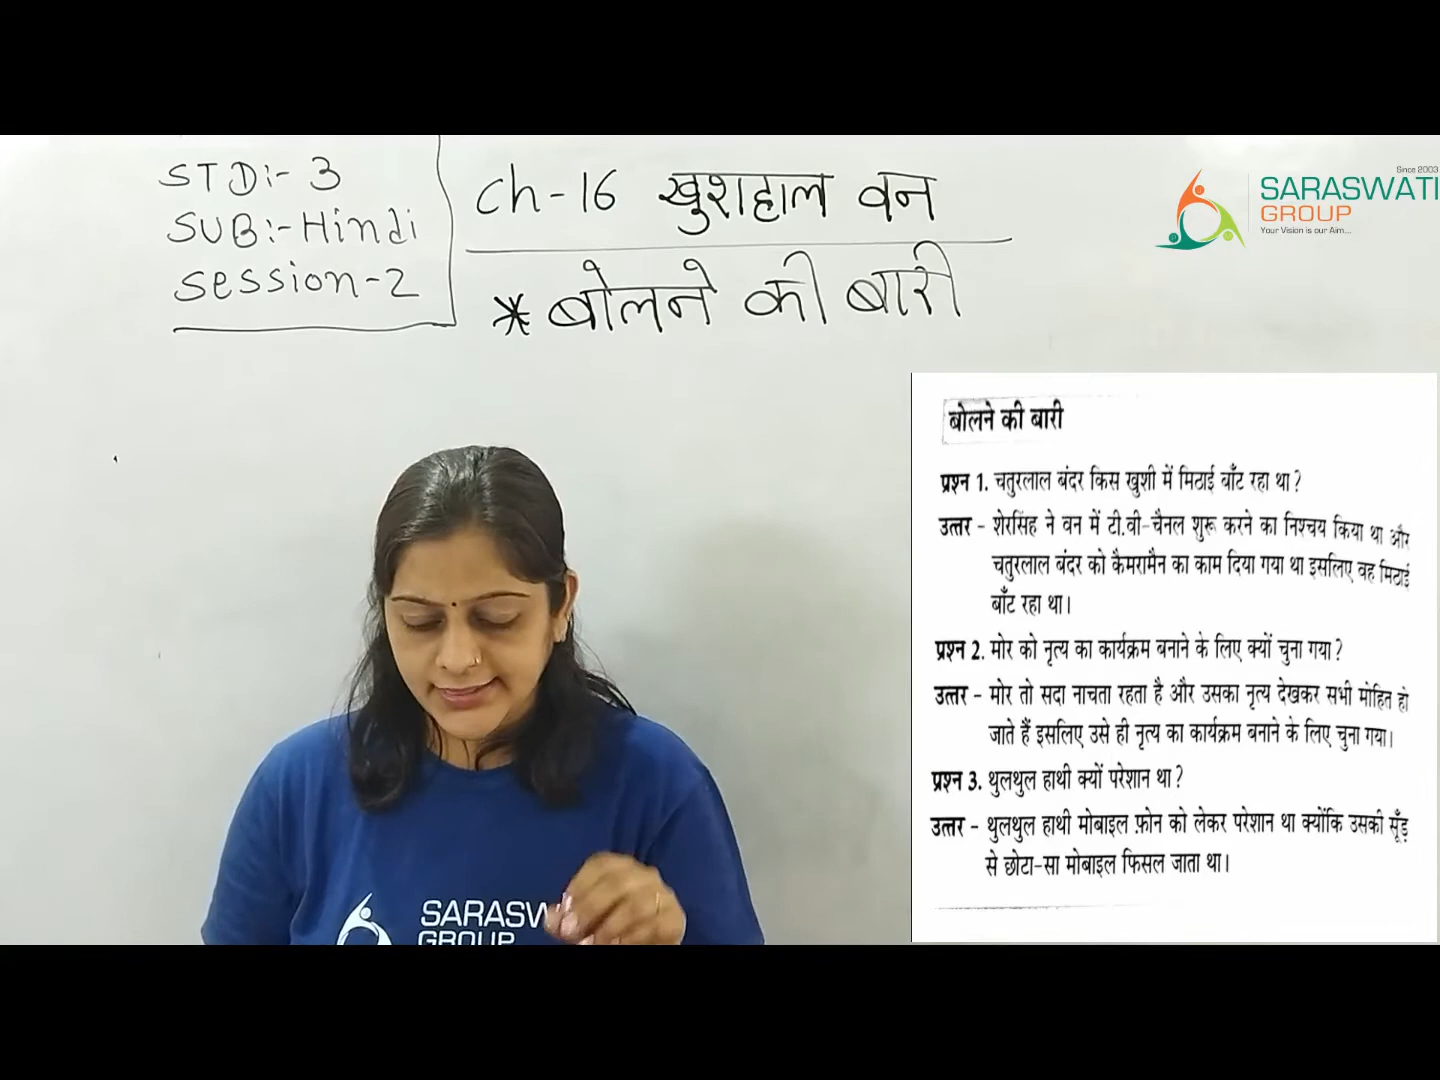 STD:- 3
SUB:- Hindi
Session-2
Ch-16 खुशहाल वन
* बोलने की बारी
Since 2003
SARASWATI
GROUP
Your Vision is our Aim...
बोलने की बारी
प्रश्न 1. चतुरलाल बंदर किस खुशी में मिठाई बाँट रहा था?
उत्तर - शेरसिंह ने वन में टी.वी-चैनल शुरू करने का निश्चय किया था और
चतुरलाल बंदर को कैमरामैन का काम दिया गया था इसलिए वह मिठाई
बाँट रहा था।
प्रश्न 2. मोर को नृत्य का कार्यक्रम बनाने के लिए क्यों चुना गया?
उत्तर - मोर तो सदा नाचता रहता है और उसका नृत्य देखकर सभी मोहित हो
जाते हैं इसलिए उसे ही नृत्य का कार्यक्रम बनाने के लिए चुना गया।
प्रश्न 3. थुलथुल हाथी क्यों परेशान था?
उत्तर - थुलथुल हाथी मोबाइल फ़ोन को लेकर परेशान था क्योंकि उसकी सूँड़
से छोटा-सा मोबाइल फिसल जाता था।
SARASW
GROUP